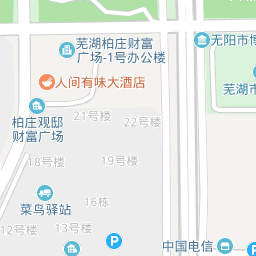 芜湖柏庄财富
广场-1号办公楼
无阳市博
人间有味大酒店
芜湖市
柏庄观邸
财富广场
21号楼
22号楼
18号楼
19号楼
菜鸟驿站
16栋
12号楼
13号楼
P
中国电信
P